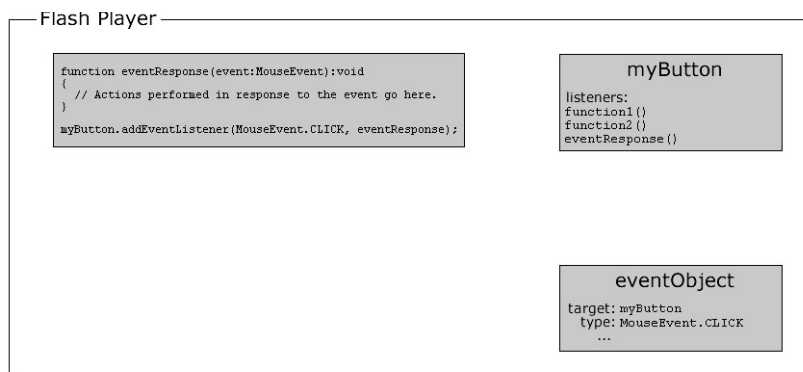 Flash Player
function eventResponse(event:MouseEvent):void
{
// Actions performed in response to the event go here.
}
myButton.addEventListener(MouseEvent.CLICK, eventResponse);
myButton
listeners:
function1()
function2()
eventResponse()
eventObject
target: myButton
type: MouseEvent.CLICK
...